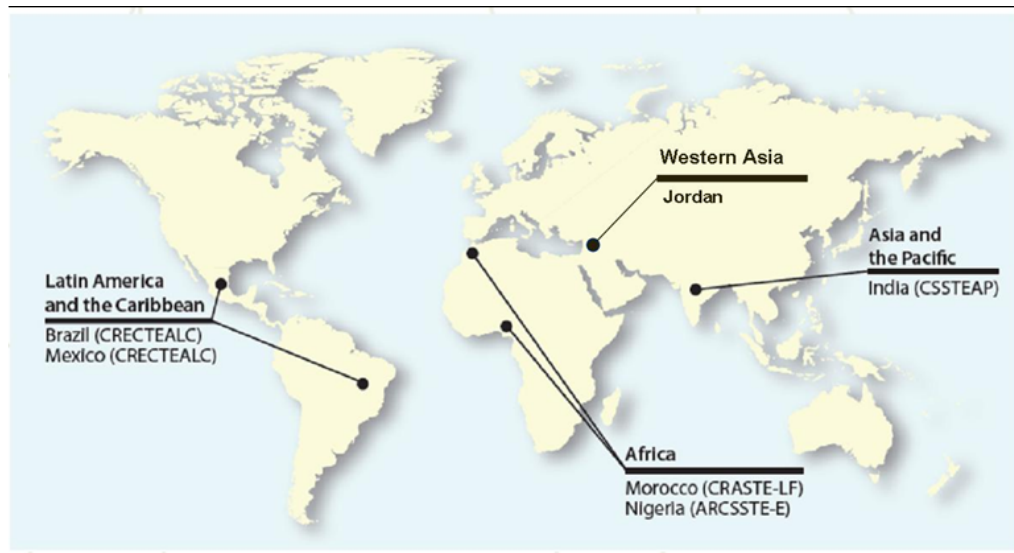 Western Asia
Jordan
Asia and
the Pacific
India (CSSTEAP)
Latin America
and the Caribbean
Brazil (CRECTEALC)
Mexico (CRECTEALC)
Africa
Morocco (CRASTE-LF)
Nigeria (ARCSSTE-E)